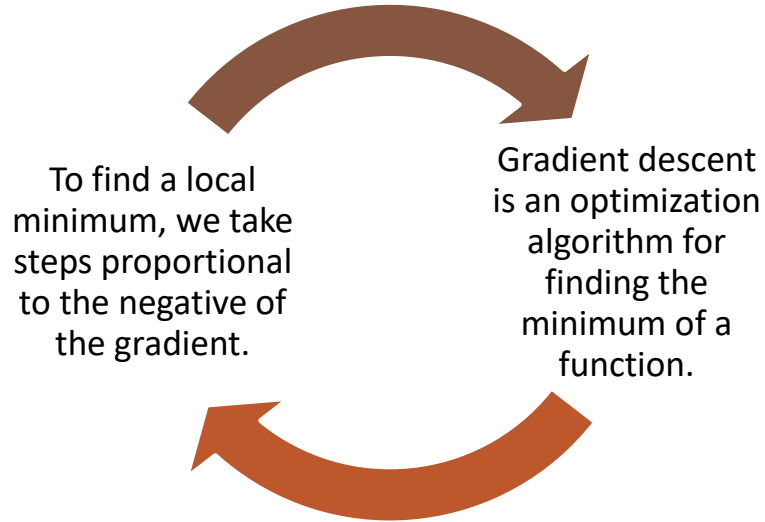 To find a local
minimum, we take
steps proportional
to the negative of
the gradient.
Gradient descent
is an optimization
algorithm for
finding the
minimum of a
function.